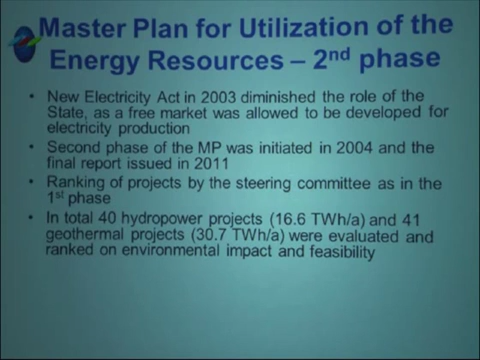 Master Plan for Utilization of the
Energy Resources – 2nd phase
• New Electricity Act in 2003 diminished the role of the
State, as a free market was allowed to be developed for
electricity production
• Second phase of the MP was initiated in 2004 and the
final report issued in 2011
• Ranking of projects by the steering committee as in the
1st phase
• In total 40 hydropower projects (16.6 TWh/a) and 41
geothermal projects (30.7 TWh/a) were evaluated and
ranked on environmental impact and feasibility